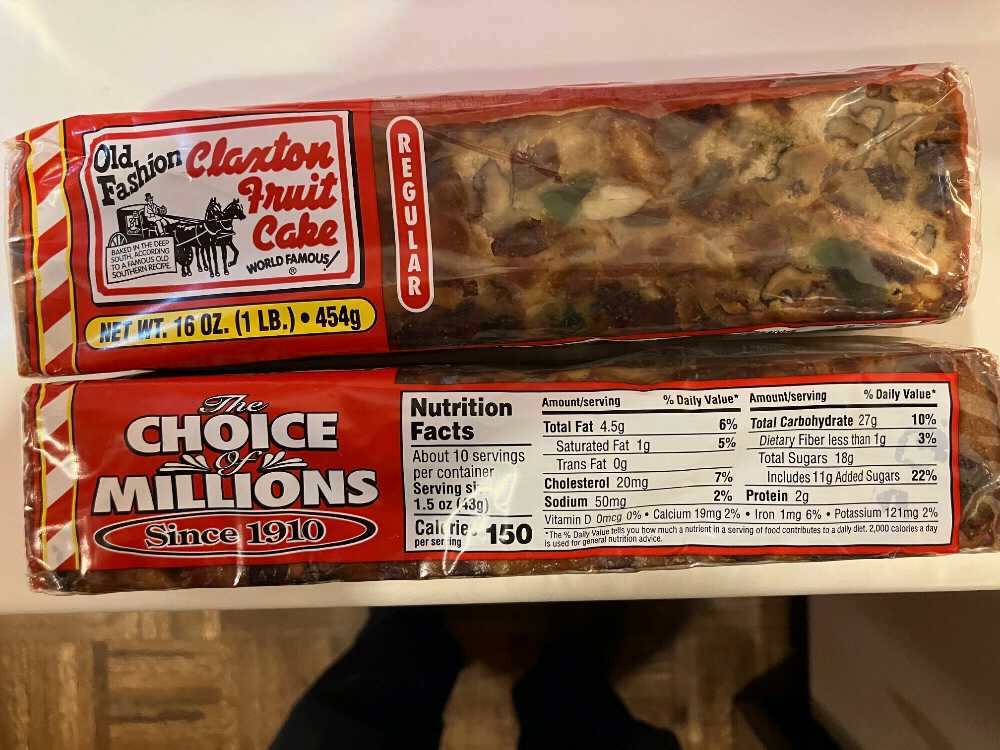 Old
Fashion
Claxton
Fruit
Cake
BAKED IN THE DEEP
SOUTH, ACCORDING
TO A FAMOUS OLD
SOUTHERN RECIPE
WORLD FAMOUS!
®
NET WT. 16 OZ. (1 LB.) • 454g
REGULAR
The
CHOICE
Of
MILLIONS
Since 1910
Nutrition
Facts
About 10 servings
per container
Serving
1.5 oz (43g)
150
per serving
Amount/serving % Daily Value*
Total Fat 4.5g 6%
Saturated Fat 1g 5%
Trans Fat 0g
Cholesterol 20mg 7%
Sodium 50mg 2%
Amount/serving % Daily Value*
Total Carbohydrate 27g 10%
Dietary Fiber less than 1g 3%
Total Sugars 18g
Includes 11g Added Sugars 22%
Protein 2g
Vitamin D 0mcg 0% • Calcium 19mg 2% • Iron 1mg 6% • Potassium 121mg 2%
*The % Daily Value tells you how much a nutrient in a serving of food contributes to a daily diet. 2,000 calories a day
is used for general nutrition advice.